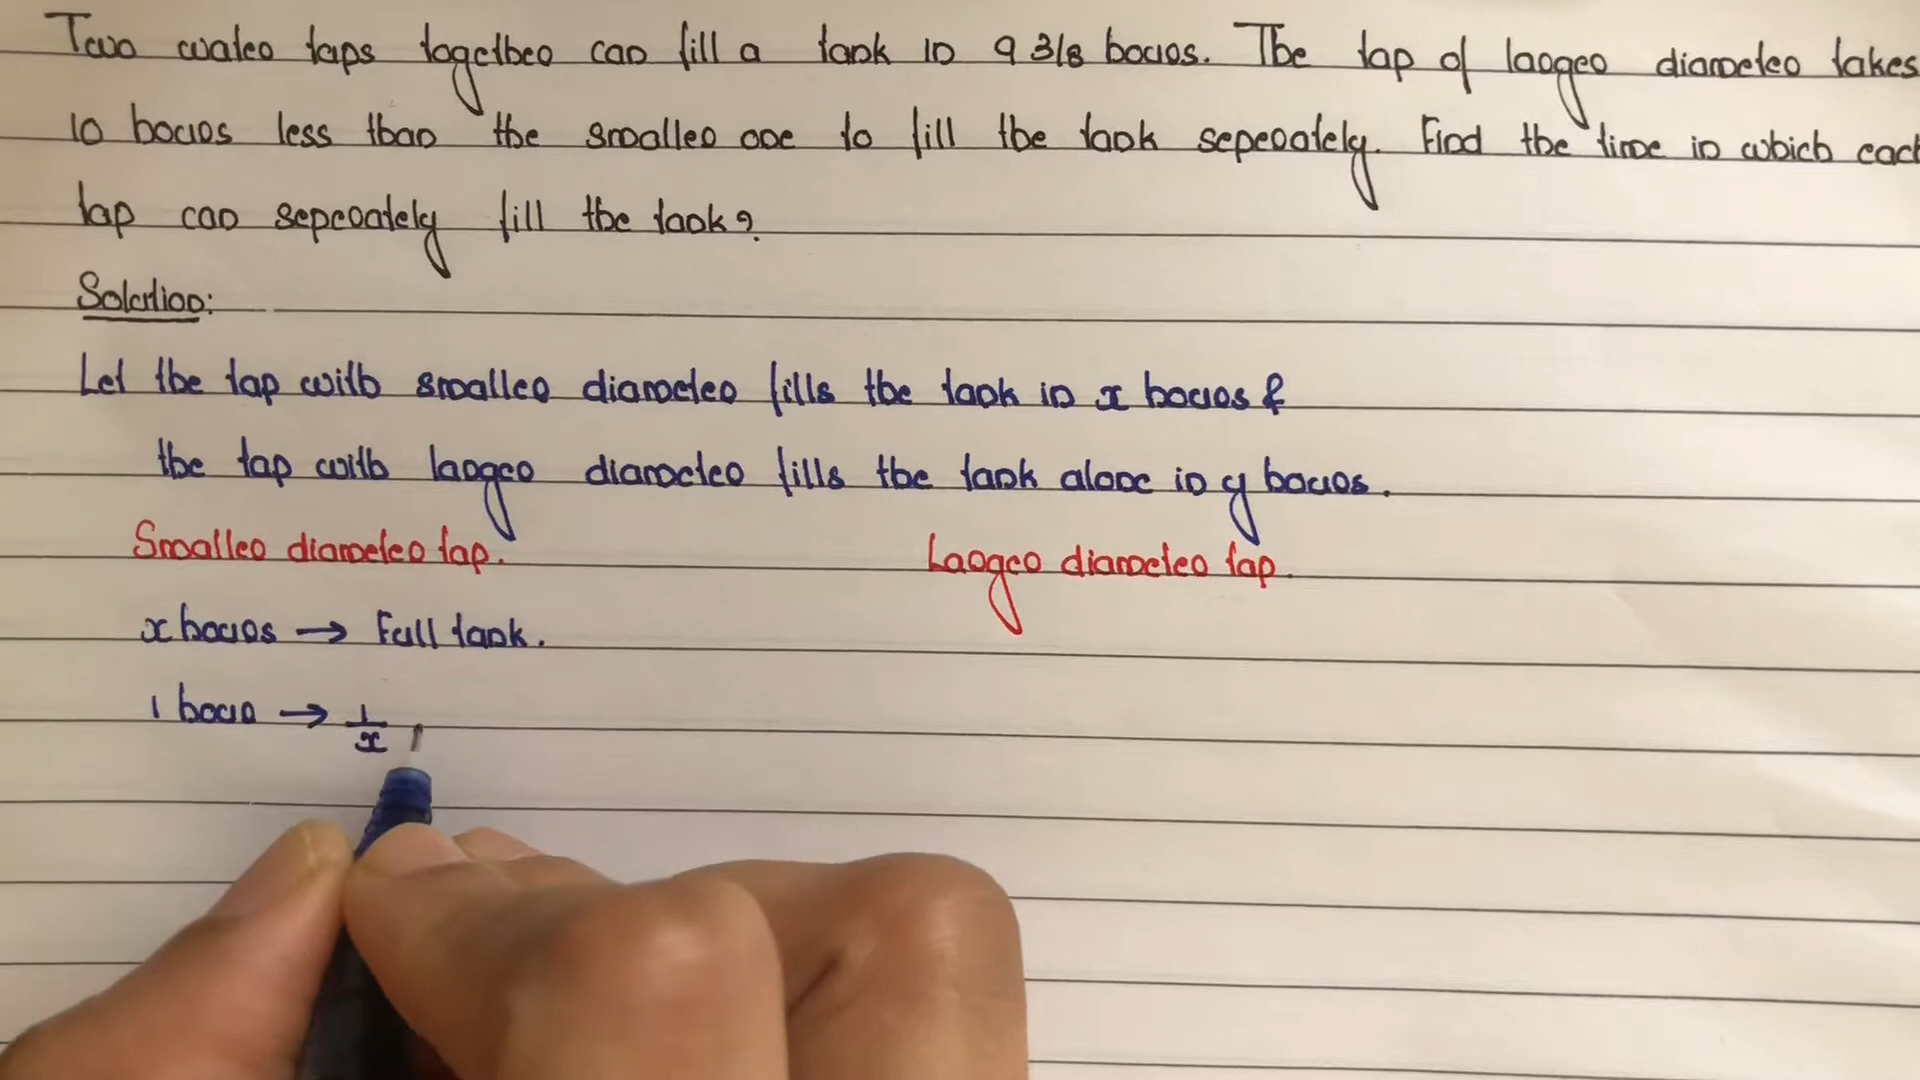 Two water taps together can fill a tank in 9 3/8 hours. The tap of larger diameter takes
10 hours less than the smaller one to fill the tank seperately. Find the time in which each
tap can seperately fill the tank?
Solution:
Let the tap with smaller diameter fills the tank in x hours &
the tap with larger diameter fills the tank alone in y hours.
Smaller diameter tap.
Larger diameter tap.
x hours → Full tank.
1 hour → 1/x